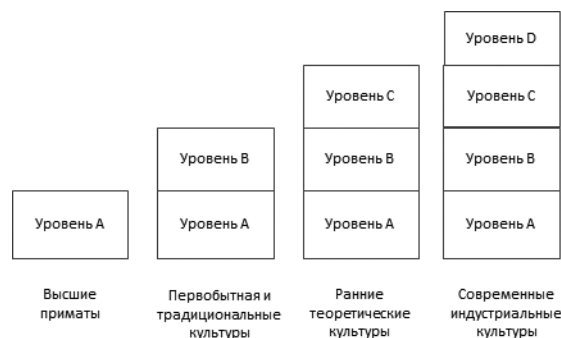 Уровень D
Уровень C
Уровень C
Уровень B
Уровень B
Уровень B
Уровень A
Уровень A
Уровень A
Уровень A
Высшие
приматы
Первобытная и
традициональные
культуры
Ранние
теоретические
культуры
Современные
индустриальные
культуры